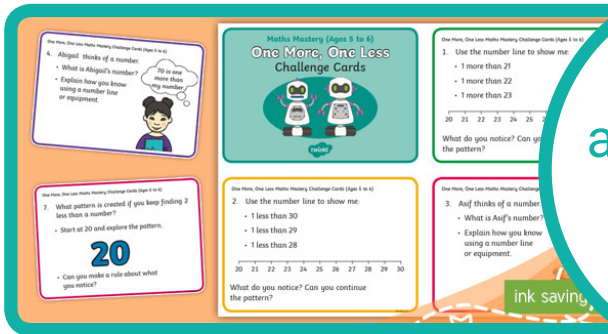 One More, One Less Maths Mastery Challenge Cards (Ages 5 to 6)
4. Abigail thinks of a number.
• What is Abigail's number?
• Explain how you know
using a number line
or equipment.
70 is one
more than
my number.
Maths Mastery (Ages 5 to 6)
One More, One Less
Challenge Cards
twinkl
One More, One Less Maths Mastery Challenge Cards (Ages 5 to 6)
1. Use the number line to show me:
• 1 more than 21
• 1 more than 22
• 1 more than 23
20 21 22 23 24 25
What do you notice? Can
the pattern?
a
One More, One Less Maths Mastery Challenge Cards (Ages 5 to 6)
7. What pattern is created if you keep finding 2
less than a number?
• Start at 20 and explore the pattern.
20
• Can you make a rule about what
you notice?
One More, One Less Maths Mastery Challenge Cards (Ages 5 to 6)
2. Use the number line to show me:
• 1 less than 30
• 1 less than 29
• 1 less than 28
20 21 22 23 24 25 26 27 28 29 30
What do you notice? Can you continue
the pattern?
One More, One Less Maths Mastery Challenge
3. Asif thinks of a number.
• What is Asif's number?
• Explain how you know
using a number line
or equipment.
ink saving